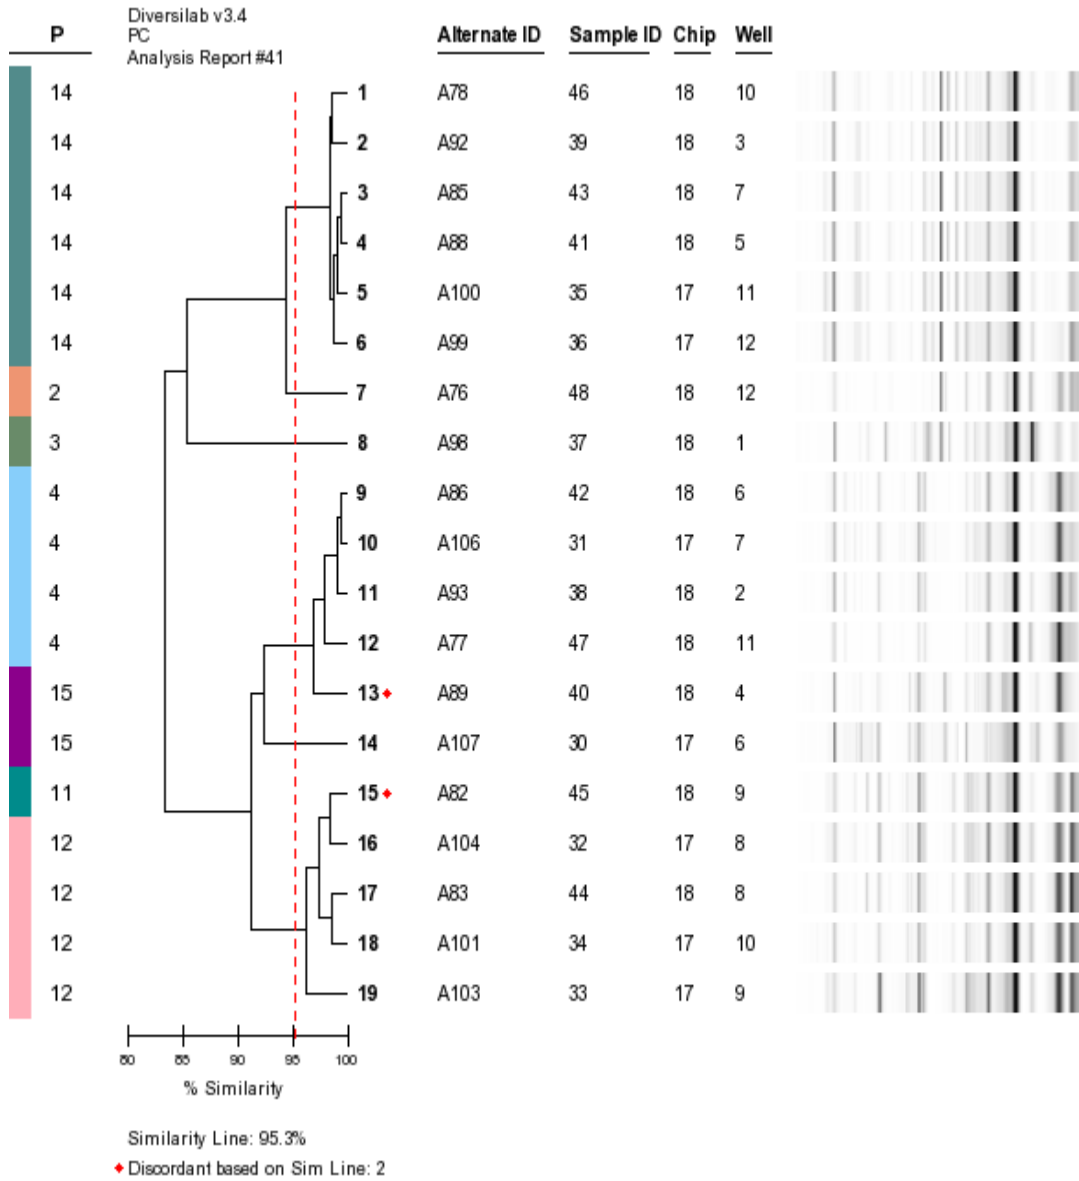 Diversilab v3.4
PC
Analysis Report #41
P Alternate ID Sample ID Chip Well
14 1 A78 46 18 10
14 2 A92 39 18 3
14 3 A85 43 18 7
14 4 A88 41 18 5
14 5 A100 35 17 11
14 6 A99 36 17 12
2 7 A76 48 18 12
3 8 A98 37 18 1
4 9 A86 42 18 6
4 10 A106 31 17 7
4 11 A93 38 18 2
4 12 A77 47 18 11
15 13 A89 40 18 4
15 14 A107 30 17 6
11 15 A82 45 18 9
12 16 A104 32 17 8
12 17 A83 44 18 8
12 18 A101 34 17 10
12 19 A103 33 17 9
80 85 90 95 100
% Similarity
Similarity Line: 95.3%
Discordant based on Sim Line: 2